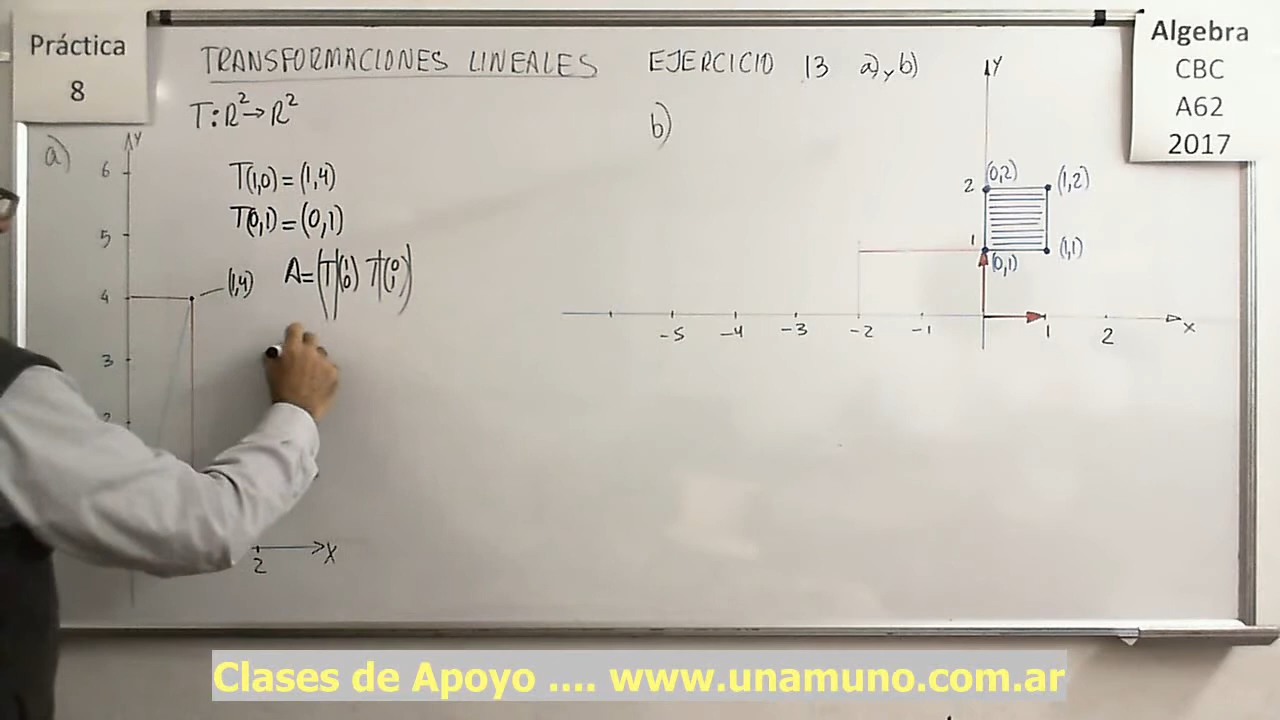 Práctica
8
TRANSFORMACIONES LINEALES EJERCICIO 13 a) y b)
Algebra
CBC
A62
2017
T: R² → R²
a)
y
6
5
4
3
2
T(1,0) = (1,4)
T(0,1) = (0,1)
(1,4)
A = (T(1 0) T(0 1))
2
X
b)
Y
2
(0,2)
(1,2)
1
(0,1)
(1,1)
-5 -4 -3 -2 -1 1 2 X
Clases de Apoyo .... www.unamuno.com.ar